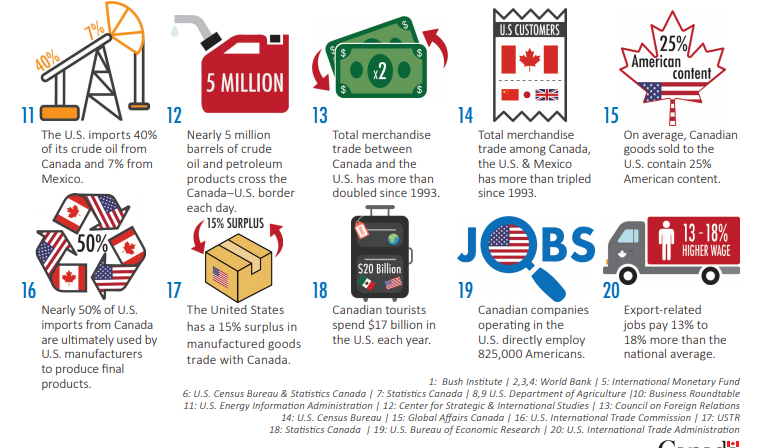 40%
7%
11
The U.S. imports 40%
of its crude oil from
Canada and 7% from
Mexico.
5 MILLION
12
Nearly 5 million
barrels of crude
oil and petroleum
products cross the
Canada–U.S. border
each day.
$ $
x2
$ $
13
Total merchandise
trade between
Canada and the
U.S. has more than
doubled since 1993.
U.S CUSTOMERS
14
Total merchandise
trade among Canada,
the U.S. & Mexico
has more than tripled
since 1993.
25%
American
content
15
On average, Canadian
goods sold to the
U.S. contain 25%
American content.
50%
16
Nearly 50% of U.S.
imports from Canada
are ultimately used by
U.S. manufacturers
to produce final
products.
15% SURPLUS
17
The United States
has a 15% surplus in
manufactured goods
trade with Canada.
$20 Billion
18
Canadian tourists
spend $17 billion in
the U.S. each year.
JOBS
19
Canadian companies
operating in the
U.S. directly employ
825,000 Americans.
13 - 18%
HIGHER WAGE
20
Export-related
jobs pay 13% to
18% more than the
national average.
1: Bush Institute | 2,3,4: World Bank | 5: International Monetary Fund
6: U.S. Census Bureau & Statistics Canada | 7: Statistics Canada | 8,9 U.S. Department of Agriculture |10: Business Roundtable
11: U.S. Energy Information Administration | 12: Center for Strategic & International Studies | 13: Council on Foreign Relations
14: U.S. Census Bureau | 15: Global Affairs Canada | 16: U.S. International Trade Commission | 17: USTR
18: Statistics Canada | 19: U.S. Bureau of Economic Research | 20: U.S. International Trade Administration